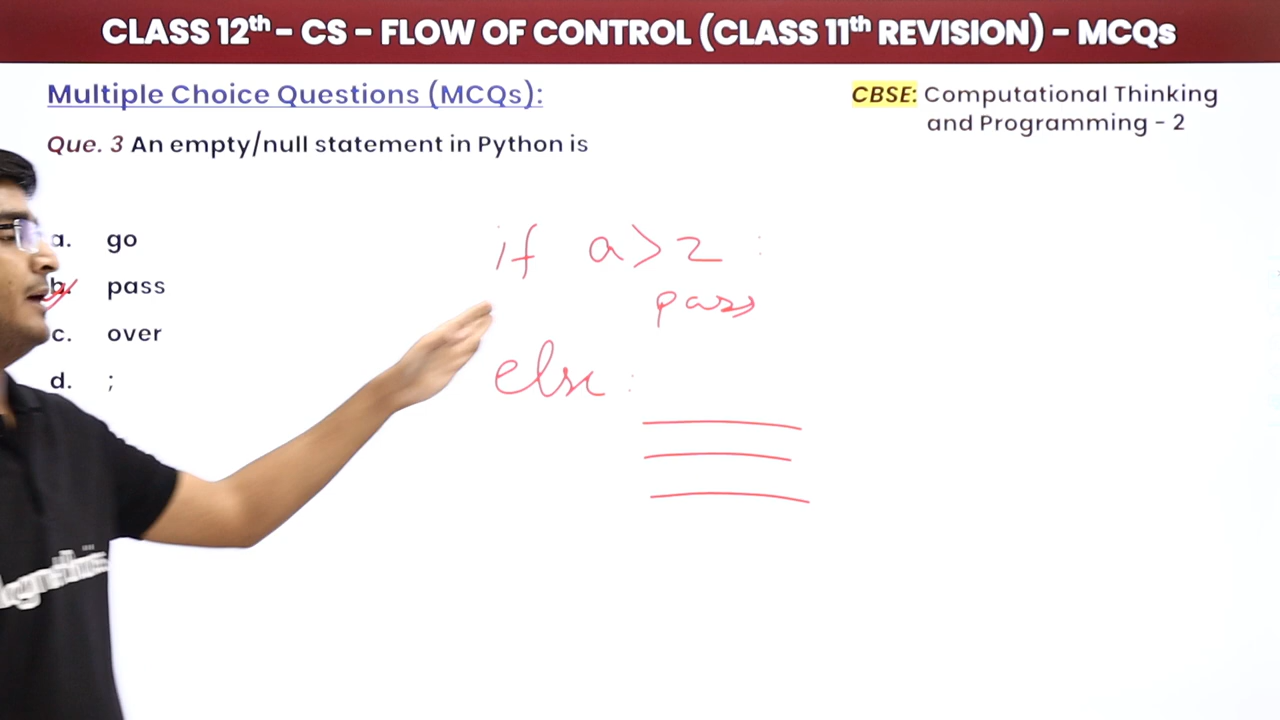 CLASS 12th – CS – FLOW OF CONTROL (CLASS 11th REVISION) – MCQs
Multiple Choice Questions (MCQs):
CBSE: Computational Thinking
and Programming - 2
Que. 3 An empty/null statement in Python is
a. go
b. pass
c. over
d. ;
if a>2 :
pass
else :